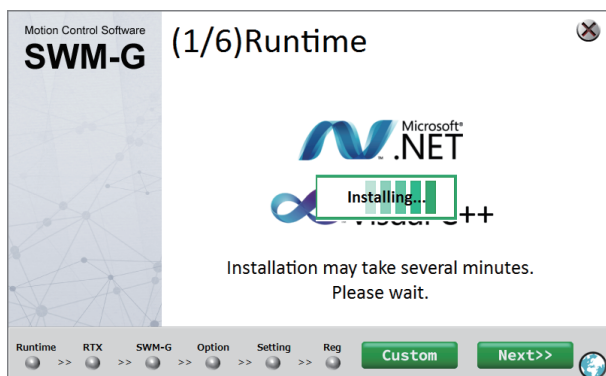 Motion Control Software
SWM-G
(1/6)Runtime
Microsoft®
.NET
Installing...
++
Installation may take several minutes.
Please wait.
Runtime >> RTX >> SWM-G >> Option >> Setting >> Reg
Custom
Next>>